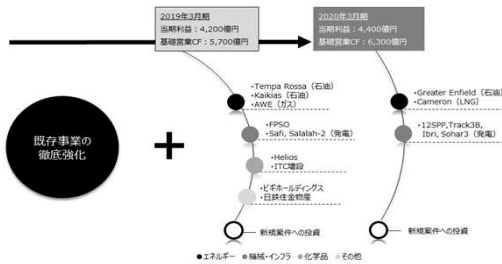 2019年3月期
当期利益：4,200億円
基礎営業CF：5,700億円
2020年3月期
当期利益：4,400億円
基礎営業CF：6,300億円
既存事業の
徹底強化
+
・Tempa Rossa（石油）
・Kaikias（石油）
・AWE（ガス）
・FPSO
・Safi, Salalah-2（発電）
・Helios
・ITC増設
・ビギホールディングス
・日鉄住金物産
新規案件への投資
・Greater Enfield（石油）
・Cameron（LNG）
・12SPP,Track3B,
Ibri, Sohar3（発電）
新規案件への投資
●エネルギー ●機械・インフラ ●化学品 ●その他